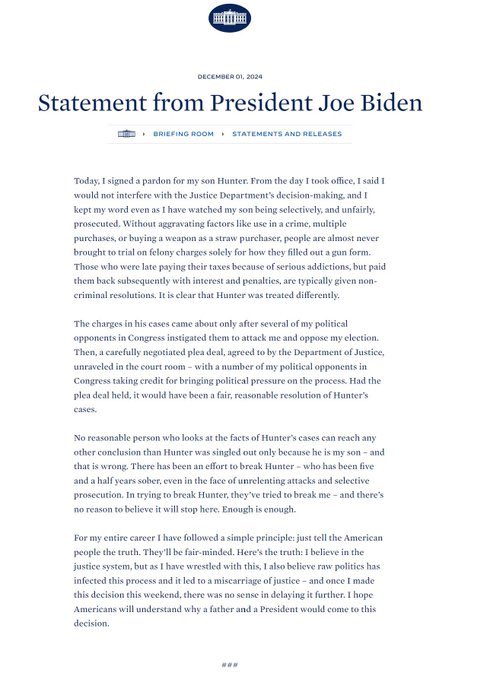 DECEMBER 01, 2024
Statement from President Joe Biden
BRIEFING ROOM › STATEMENTS AND RELEASES
Today, I signed a pardon for my son Hunter. From the day I took office, I said I
would not interfere with the Justice Department's decision-making, and I
kept my word even as I have watched my son being selectively, and unfairly,
prosecuted. Without aggravating factors like use in a crime, multiple
purchases, or buying a weapon as a straw purchaser, people are almost never
brought to trial on felony charges solely for how they filled out a gun form.
Those who were late paying their taxes because of serious addictions, but paid
them back subsequently with interest and penalties, are typically given non-
criminal resolutions. It is clear that Hunter was treated differently.
The charges in his cases came about only after several of my political
opponents in Congress instigated them to attack me and oppose my election.
Then, a carefully negotiated plea deal, agreed to by the Department of Justice,
unraveled in the court room – with a number of my political opponents in
Congress taking credit for bringing political pressure on the process. Had the
plea deal held, it would have been a fair, reasonable resolution of Hunter's
cases.
No reasonable person who looks at the facts of Hunter's cases can reach any
other conclusion than Hunter was singled out only because he is my son – and
that is wrong. There has been an effort to break Hunter – who has been five
and a half years sober, even in the face of unrelenting attacks and selective
prosecution. In trying to break Hunter, they've tried to break me – and there's
no reason to believe it will stop here. Enough is enough.
For my entire career I have followed a simple principle: just tell the American
people the truth. They'll be fair-minded. Here's the truth: I believe in the
justice system, but as I have wrestled with this, I also believe raw politics has
infected this process and it led to a miscarriage of justice – and once I made
this decision this weekend, there was no sense in delaying it further. I hope
Americans will understand why a father and a President would come to this
decision.
###